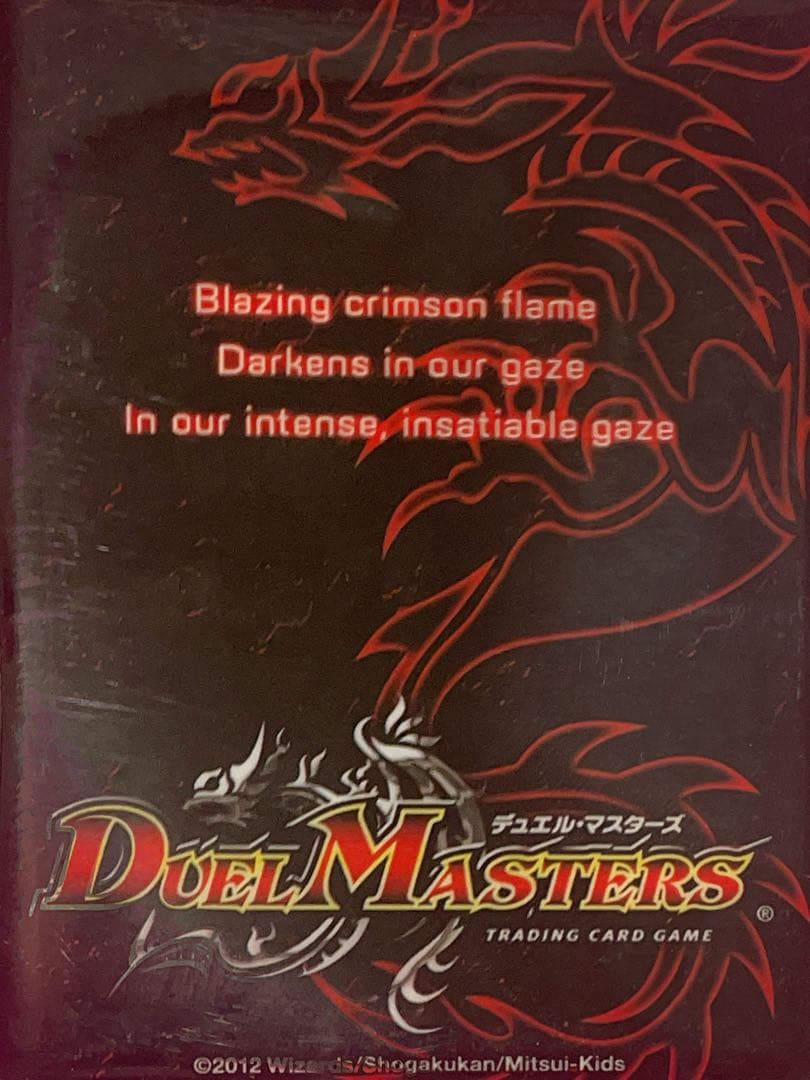 Blazing crimson flame
Darkens in our gaze
In our intense, insatiable gaze
デュエル・マスターズ
DUEL MASTERS
®
TRADING CARD GAME
©2012 Wizards/Shogakukan/Mitsui-Kids